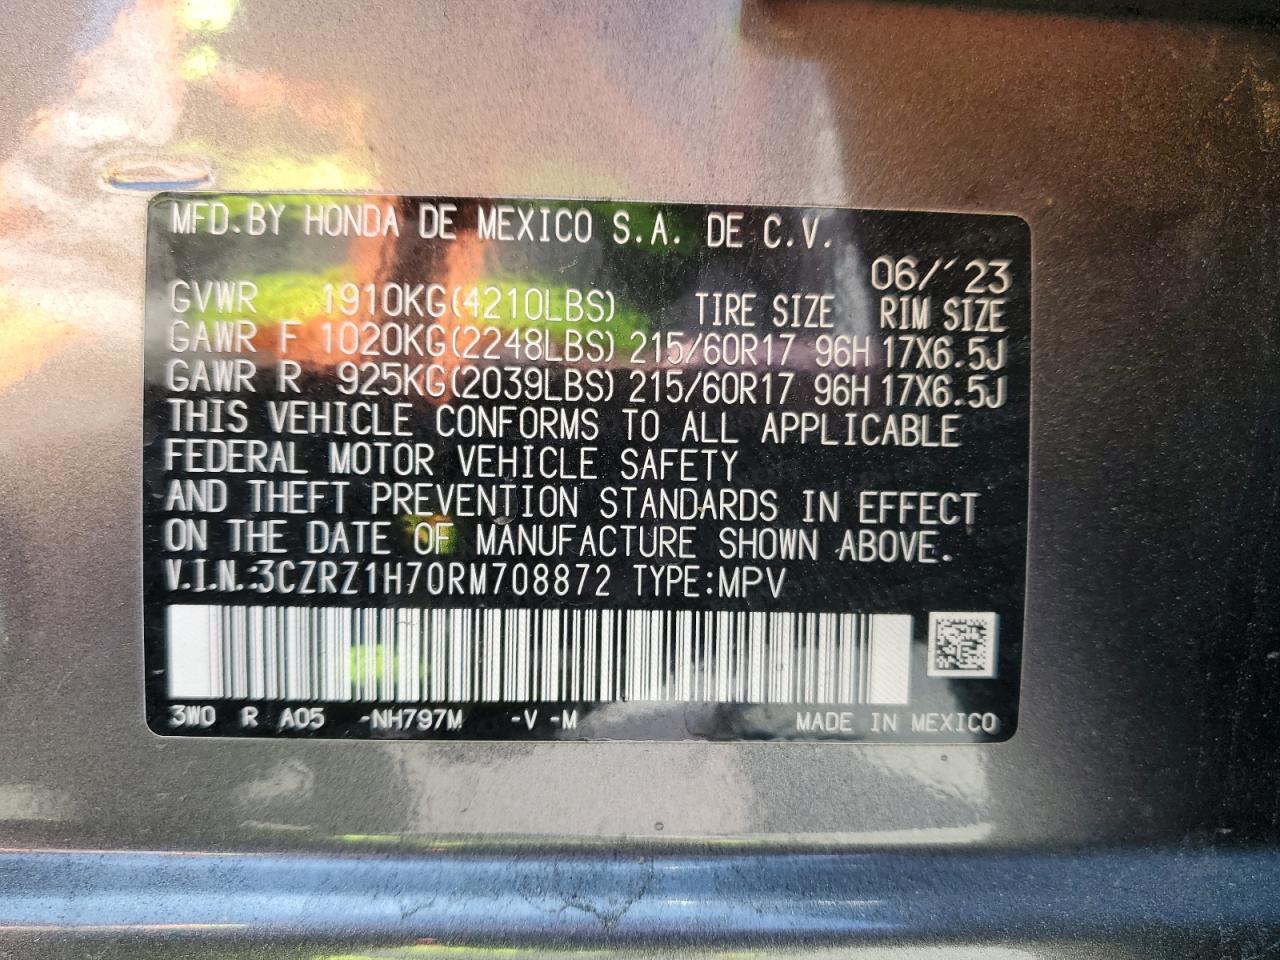 MFD.BY HONDA DE MEXICO S.A. DE C.V.
06/´23
GVWR 1910KG(4210LBS) TIRE SIZE RIM SIZE
GAWR F 1020KG(2248LBS) 215/60R17 96H 17X6.5J
GAWR R 925KG(2039LBS) 215/60R17 96H 17X6.5J
THIS VEHICLE CONFORMS TO ALL APPLICABLE
FEDERAL MOTOR VEHICLE SAFETY
AND THEFT PREVENTION STANDARDS IN EFFECT
ON THE DATE OF MANUFACTURE SHOWN ABOVE.
V.I.N.:3CZRZ1H70RM708872 TYPE:MPV
3W0 R A05 -NH797M -V -M MADE IN MEXICO